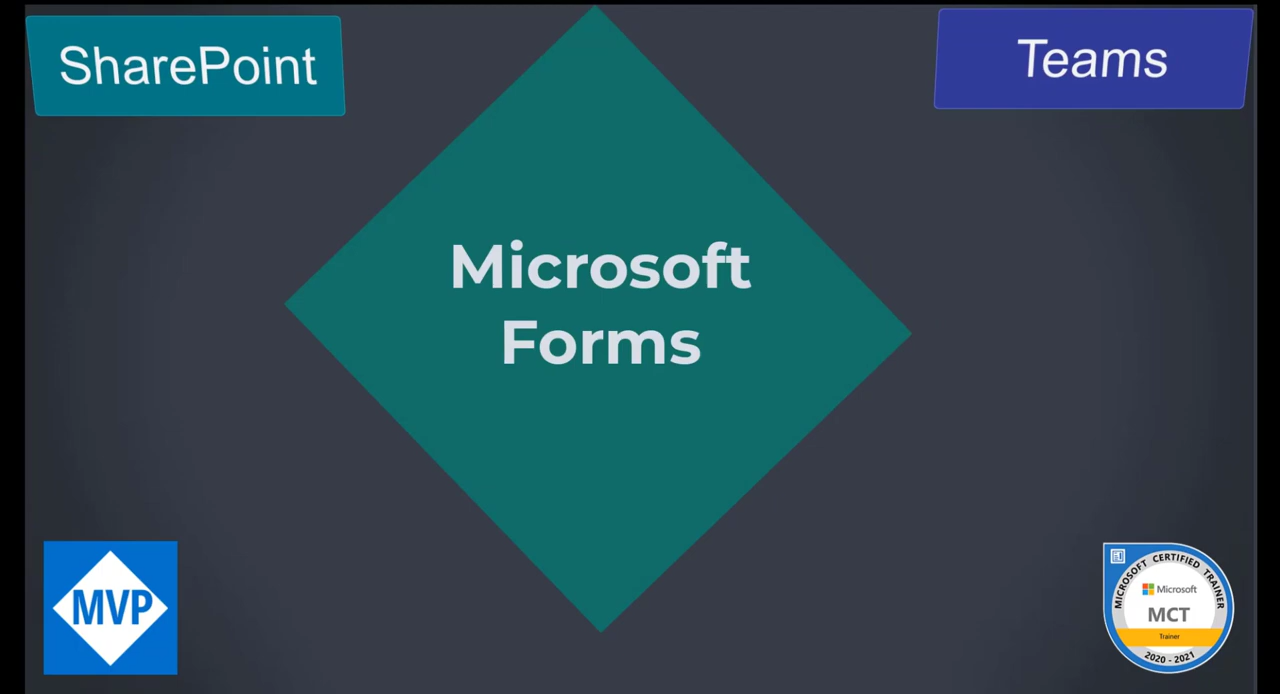 SharePoint
Teams
Microsoft
Forms
MVP
MICROSOFT CERTIFIED TRAINER
Microsoft
MCT
Trainer
2020 - 2021